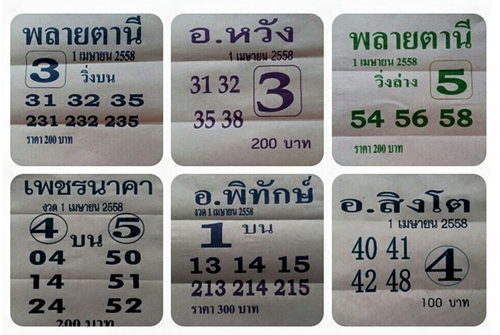 พลายตานี
1 เมษายน 2558
3 วิ่งบน
31 32 35
231 232 235
ราคา 200 บาท
อ.หวัง
1 เมษายน 2558
31 32
3
35 38
200 บาท
พลายตานี
1 เมษายน 2558
วิ่งล่าง 5
54 56 58
ราคา 200 บาท
เพชรนาคา
งวด 1 เมษายน 2558
4 บน 5
04 50
14 51
24 52
200 บาท
อ.พิทักษ์
งวด 1 เมษายน 2558
1 บน
13 14 15
213 214 215
ราคา 300 บาท
อ.สิงโต
1 เมษายน 2558
40 41
4
42 48
100 บาท